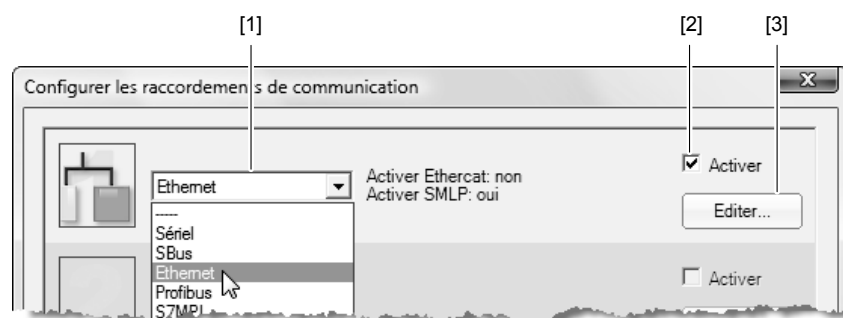 [1] [2] [3]
Configurer les raccordements de communication
Ethernet
Activer Ethercat: non
Activer SMLP: oui
Activer
Editer...
-----
Sériel
SBus
Ethernet
Profibus
S7MPI
Activer